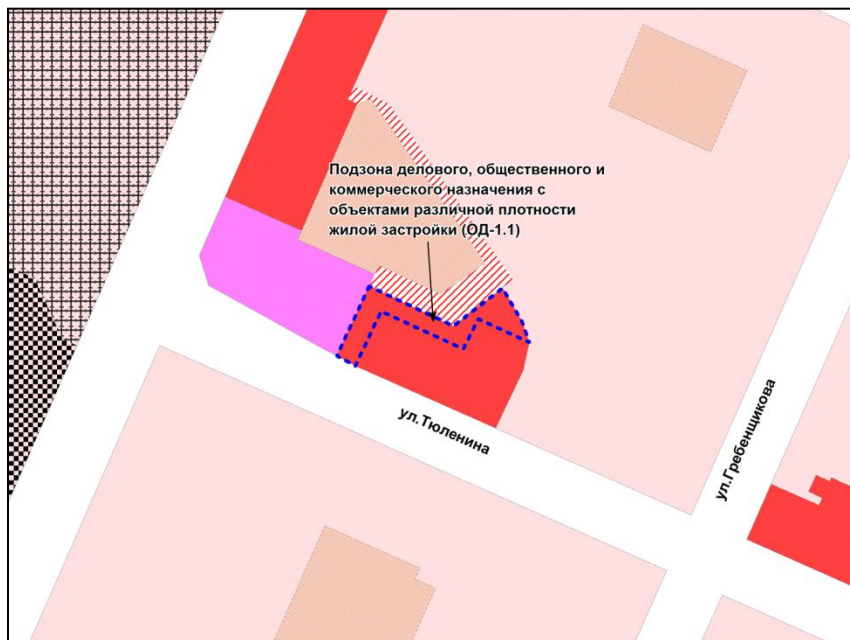 Подзона делового, общественного и
коммерческого назначения с
объектами различной плотности
жилой застройки (ОД-1.1)
ул.Тюленина
ул.Гребенщикова